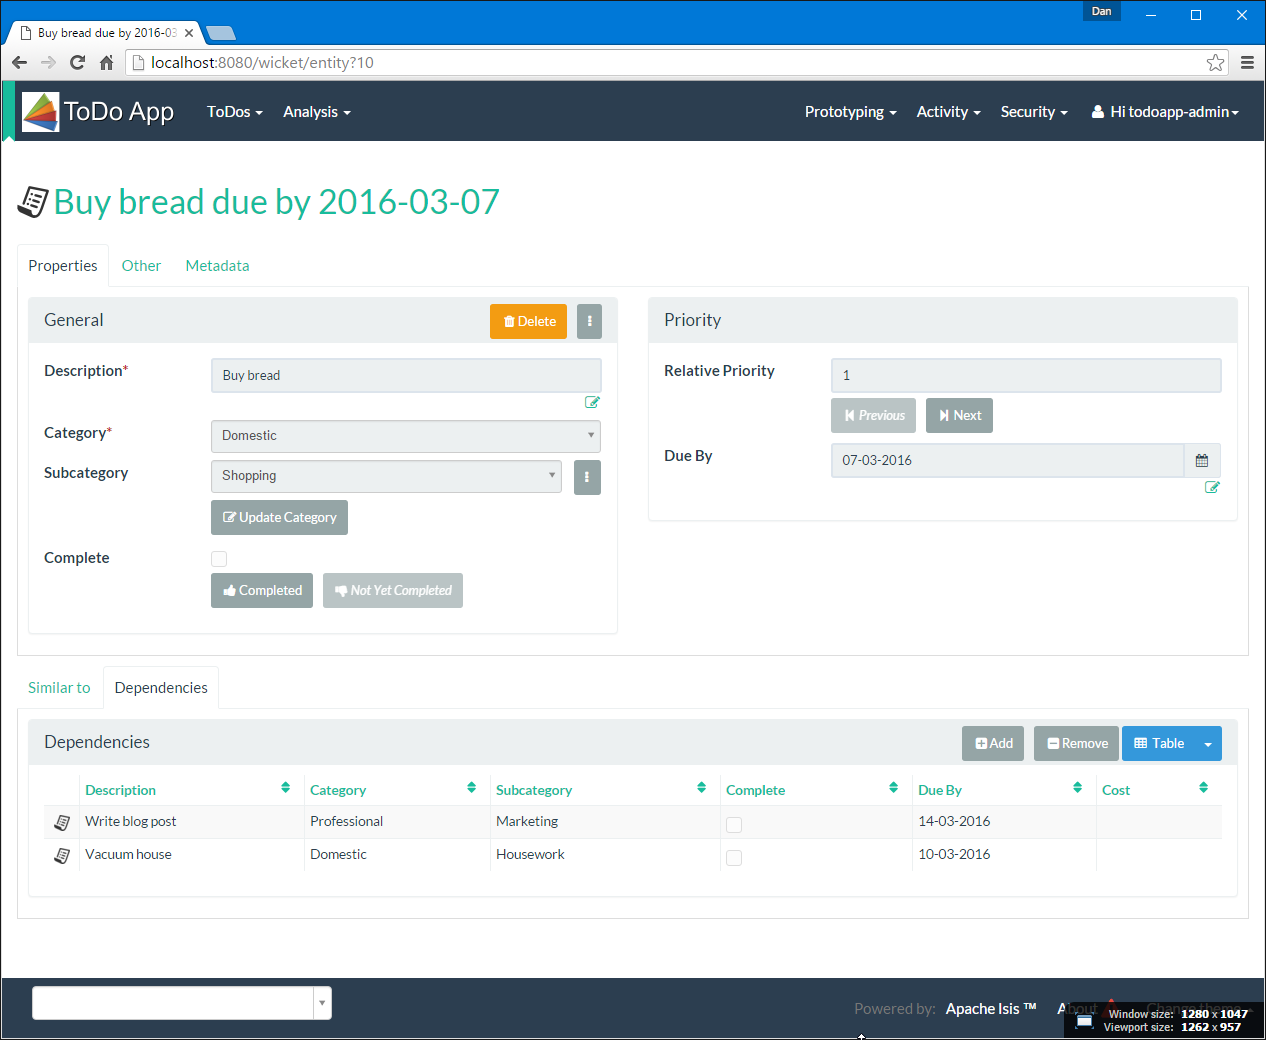 Dan
Buy bread due by 2016-03
localhost:8080/wicket/entity?10
ToDo App ToDos Analysis Prototyping Activity Security Hi todoapp-admin
Buy bread due by 2016-03-07
Properties Other Metadata
General Delete Priority
Description* Buy bread Relative Priority 1
Previous Next
Category* Domestic
Due By 07-03-2016
Subcategory Shopping
Update Category
Complete
Completed Not Yet Completed
Similar to Dependencies
Dependencies Add Remove Table
Description Category Subcategory Complete Due By Cost
Write blog post Professional Marketing 14-03-2016
Vacuum house Domestic Housework 10-03-2016
Powered by: Apache Isis ™ About Change theme
Window size: 1280 x 1047
Viewport size: 1262 x 957